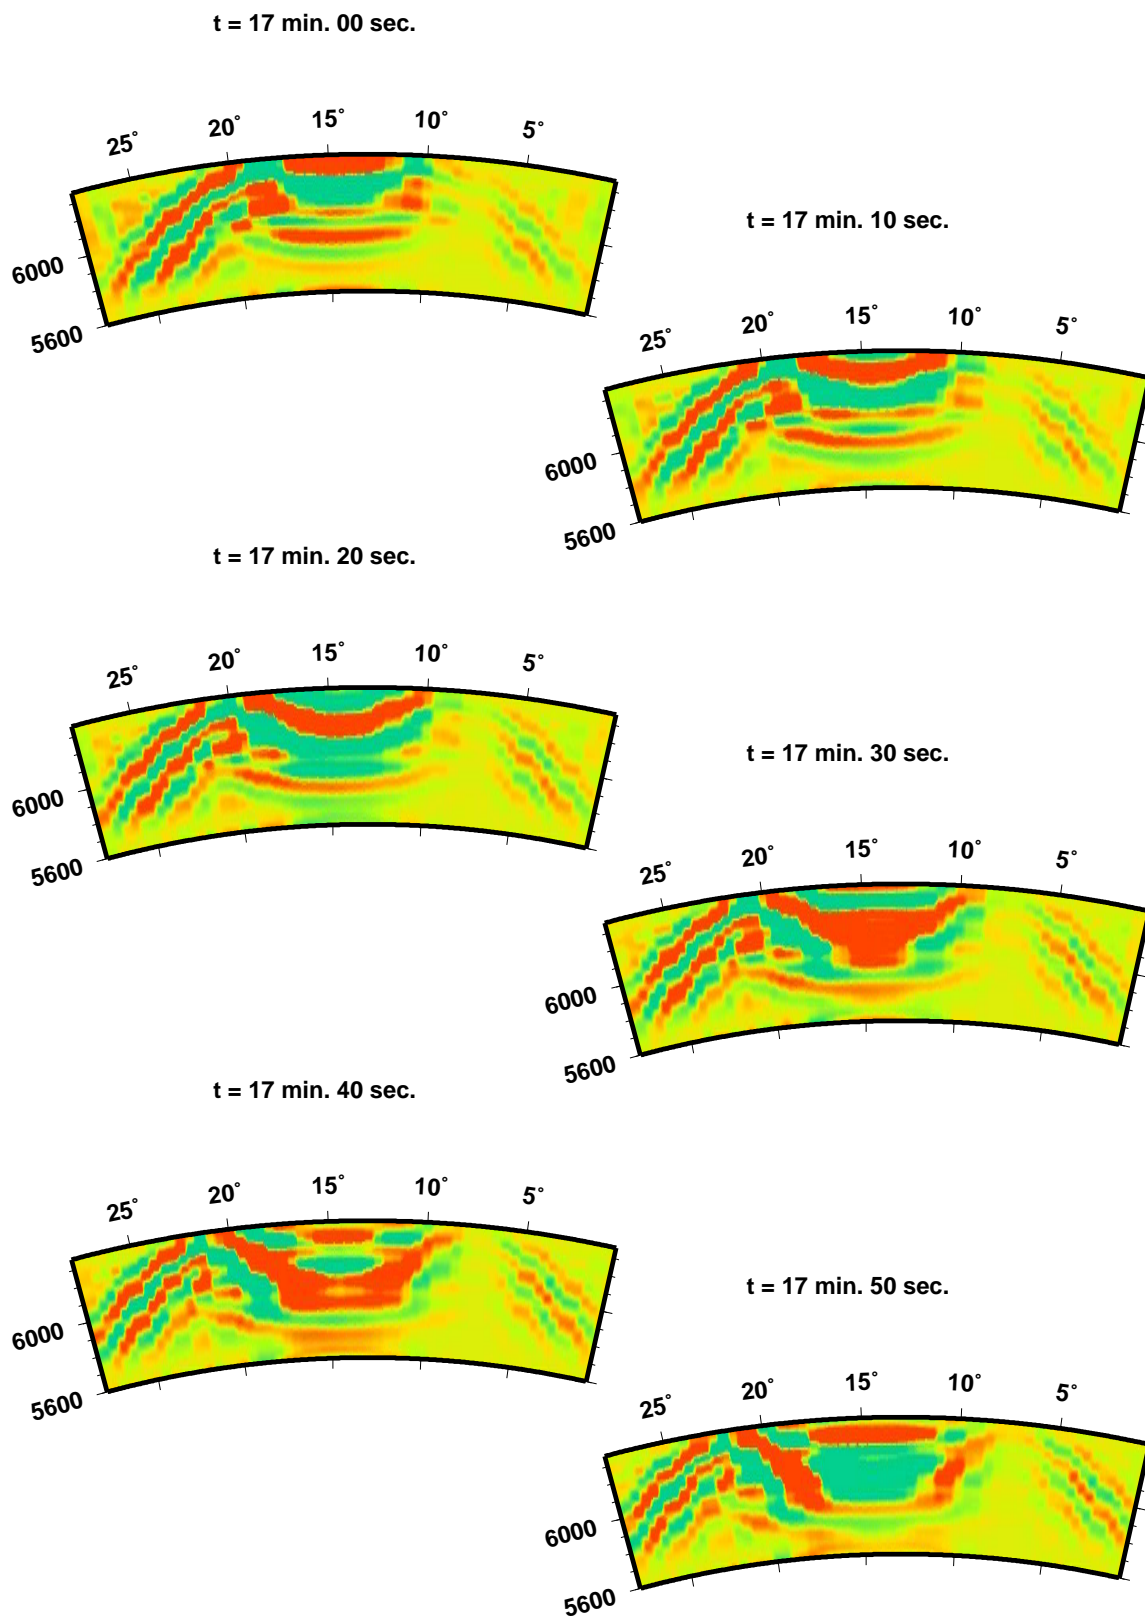 t = 17 min. 00 sec.
25° 20° 15° 10° 5°
6000
5600
t = 17 min. 10 sec.
25° 20° 15° 10° 5°
6000
5600
t = 17 min. 20 sec.
25° 20° 15° 10° 5°
6000
5600
t = 17 min. 30 sec.
25° 20° 15° 10° 5°
6000
5600
t = 17 min. 40 sec.
25° 20° 15° 10° 5°
6000
5600
t = 17 min. 50 sec.
25° 20° 15° 10° 5°
6000
5600